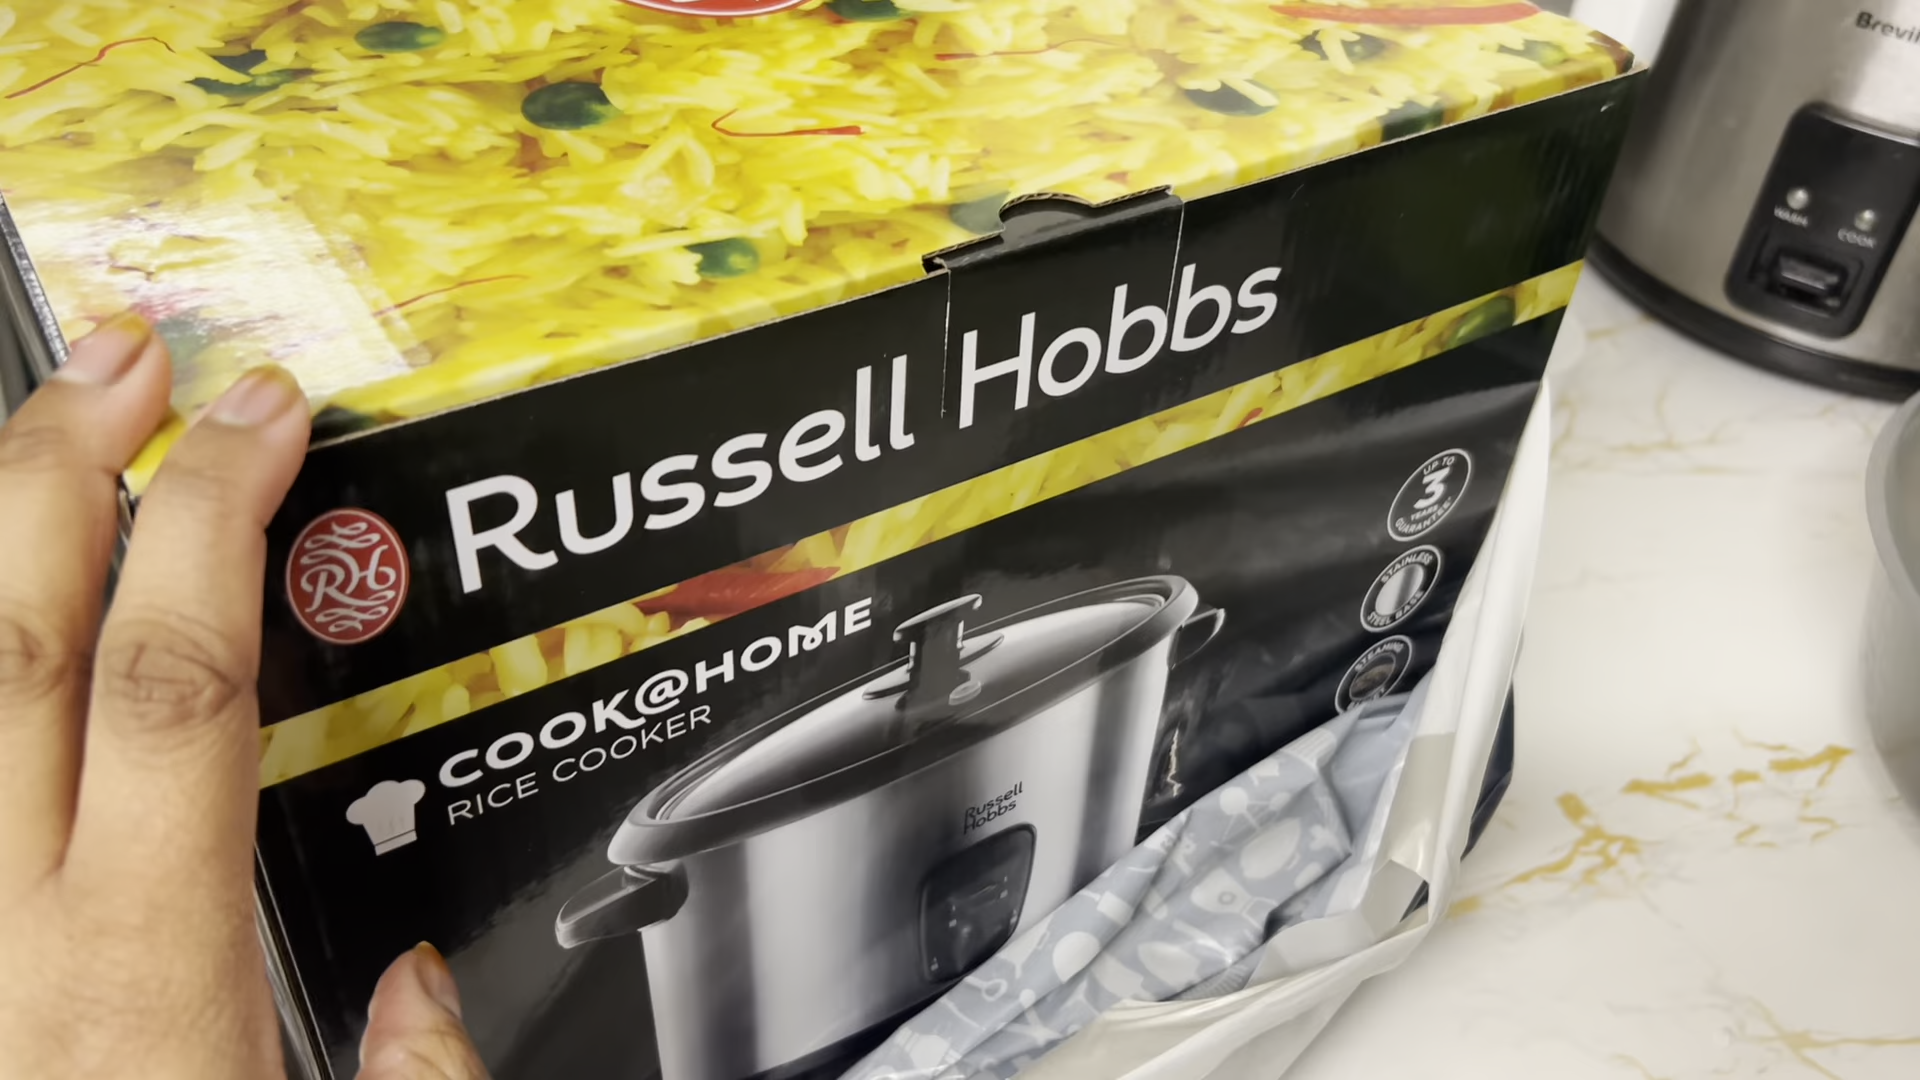 Russell Hobbs
RH
COOK@HOME
RICE COOKER
UP TO
3
YEARS
GUARANTEE*
STAINLESS
STEEL BASE
STEAMING
Russell
Hobbs
WARM
COOK